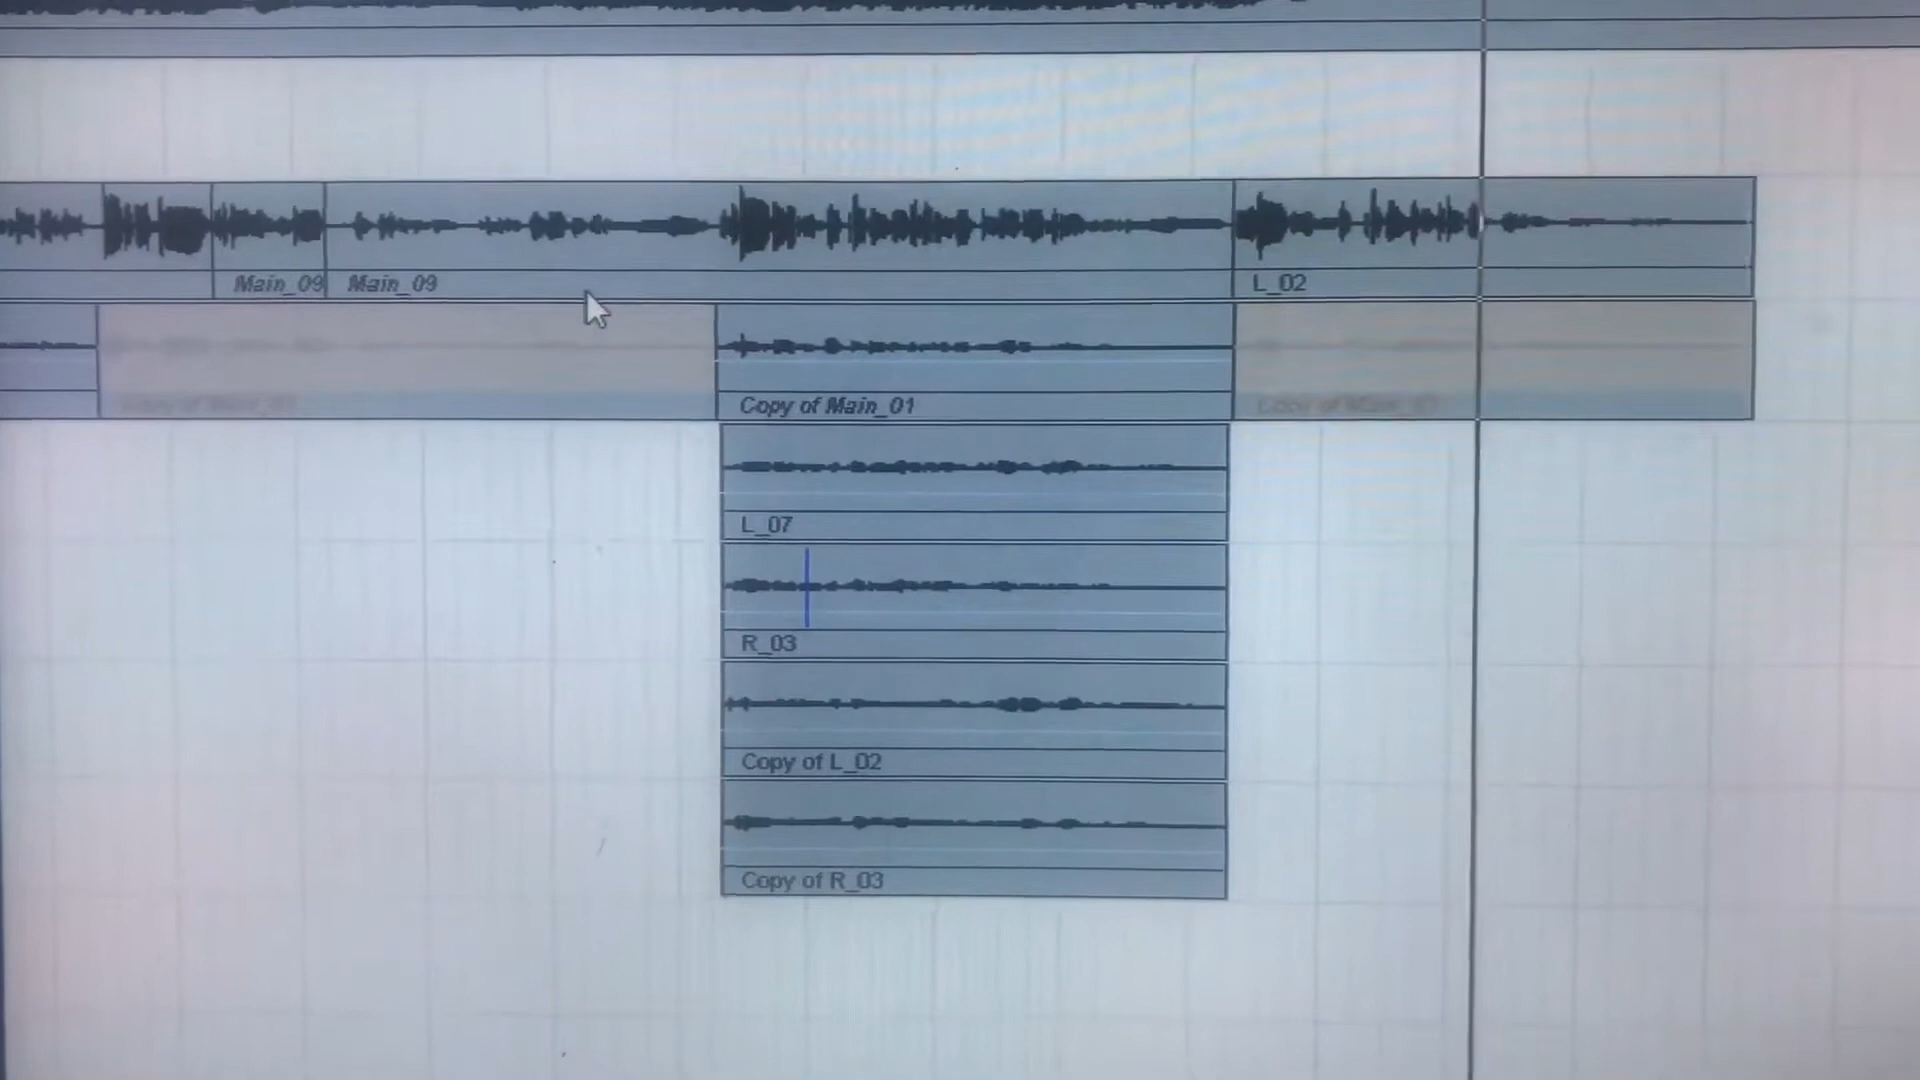 Main_09
Main_09
L_02
Copy of Main_01
L_07
R_03
Copy of L_02
Copy of R_03